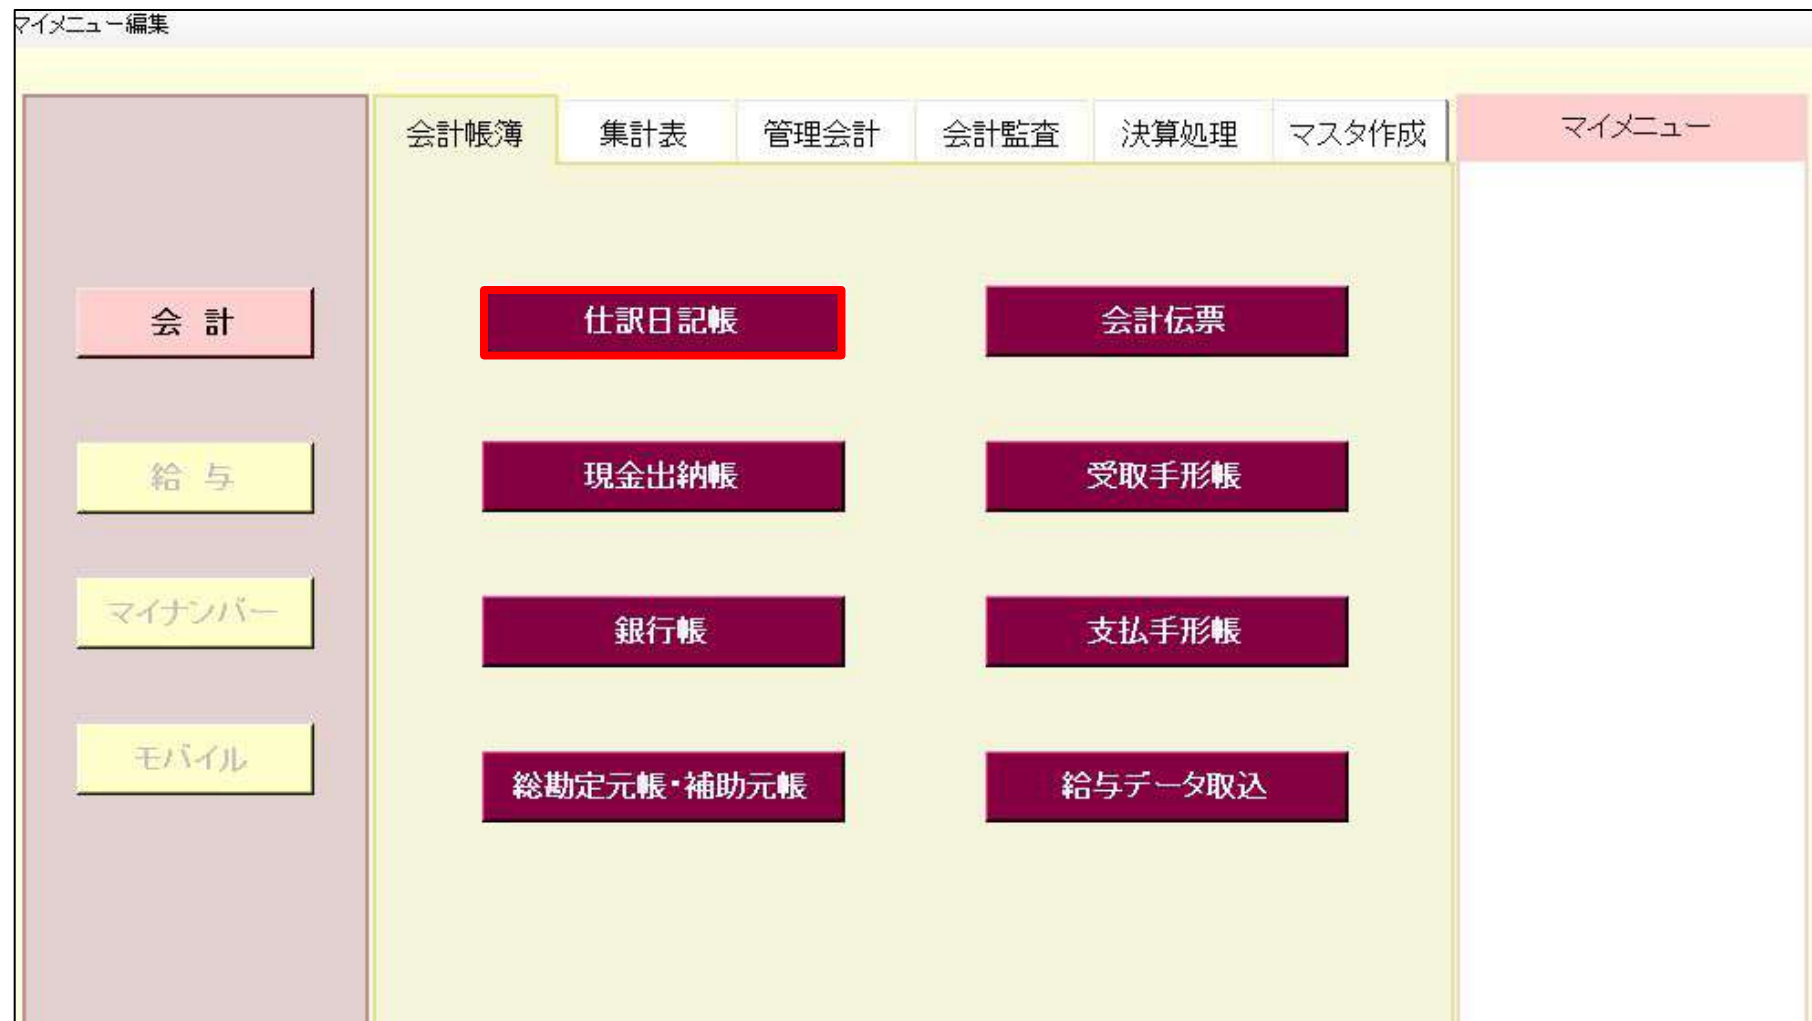 マイメニュー編集
会計帳簿 集計表 管理会計 会計監査 決算処理 マスタ作成 マイメニュー
会 計
仕訳日記帳 会計伝票
給 与
現金出納帳 受取手形帳
マイナンバー
銀行帳 支払手形帳
モバイル
総勘定元帳・補助元帳 給与データ取込